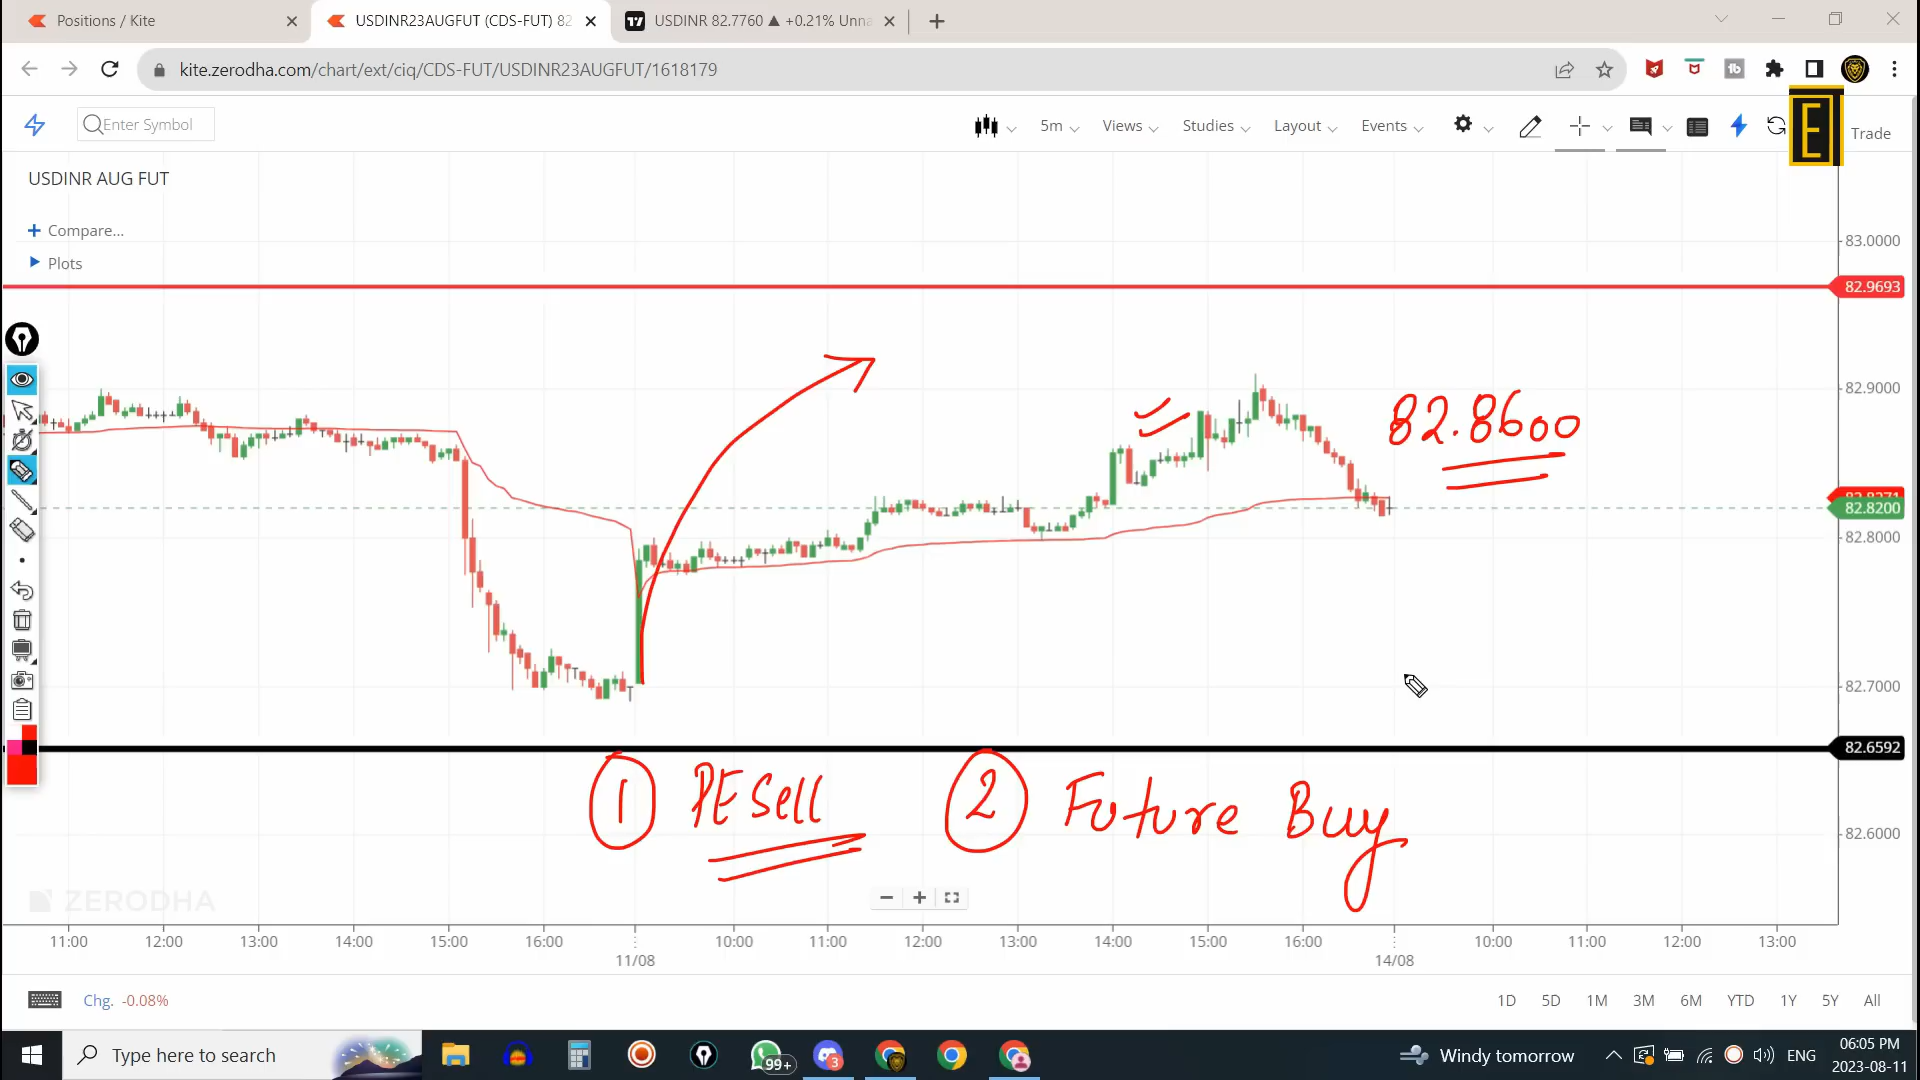 Positions / Kite
USDINR23AUGFUT (CDS-FUT) 82
USDINR 82.7760 ▲ +0.21% Unna
kite.zerodha.com/chart/ext/ciq/CDS-FUT/USDINR23AUGFUT/1618179
Enter Symbol
5m
Views
Studies
Layout
Events
E
Trade
USDINR AUG FUT
+ Compare...
Plots
83.0000
82.9693
82.9000
82.8600
82.8200
82.8000
82.7000
82.6592
1 PE Sell 2 Future Buy
82.6000
ZERODHA
11:00 12:00 13:00 14:00 15:00 16:00 10:00 11:00 12:00 13:00 14:00 15:00 16:00 10:00 11:00 12:00 13:00
11/08 14/08
Chg. -0.08%
1D 5D 1M 3M 6M YTD 1Y 5Y All
Type here to search
99+
3
Windy tomorrow
ENG
06:05 PM
2023-08-11